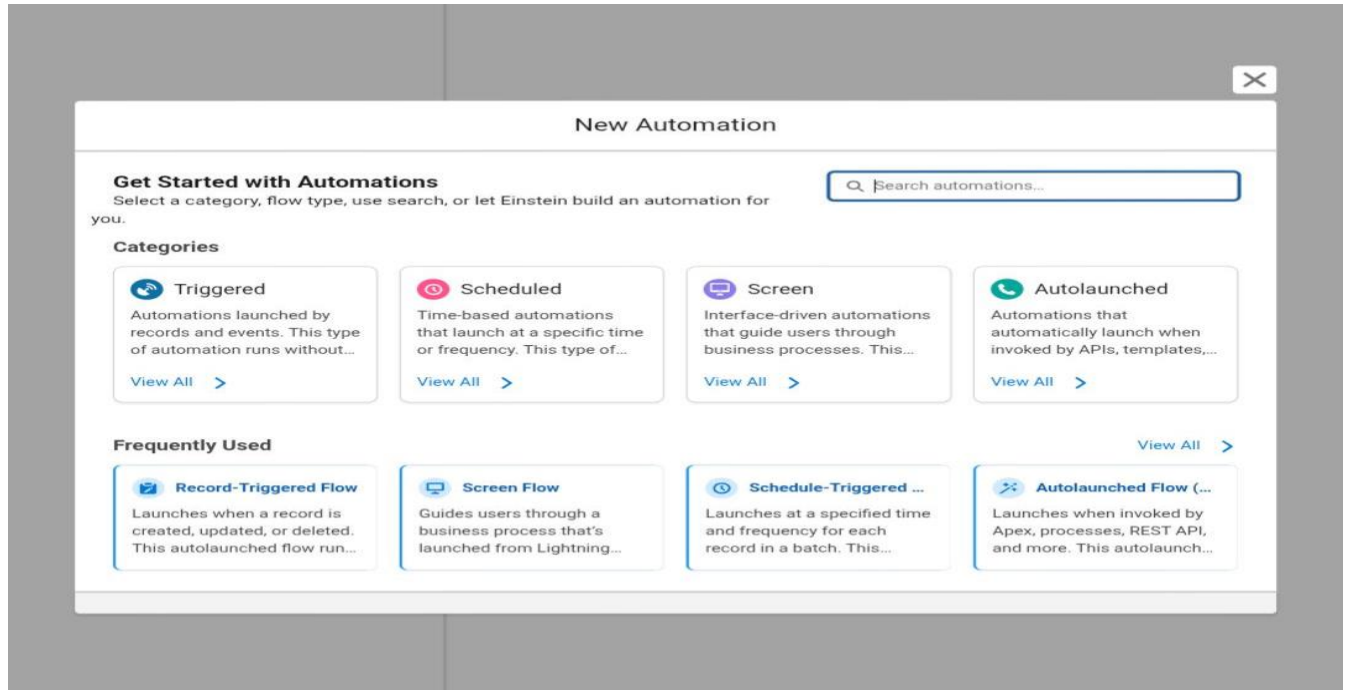 New Automation
Get Started with Automations
Search automations...
Select a category, flow type, use search, or let Einstein build an automation for
you.
Categories
Triggered
Automations launched by
records and events. This type
of automation runs without...
View All
Scheduled
Time-based automations
that launch at a specific time
or frequency. This type of...
View All
Screen
Interface-driven automations
that guide users through
business processes. This...
View All
Autolaunched
Automations that
automatically launch when
invoked by APIs, templates,...
View All
Frequently Used
View All
Record-Triggered Flow
Launches when a record is
created, updated, or deleted.
This autolaunched flow run...
Screen Flow
Guides users through a
business process that's
launched from Lightning...
Schedule-Triggered ...
Launches at a specified time
and frequency for each
record in a batch. This...
Autolaunched Flow (...
Launches when invoked by
Apex, processes, REST API,
and more. This autolaunch...